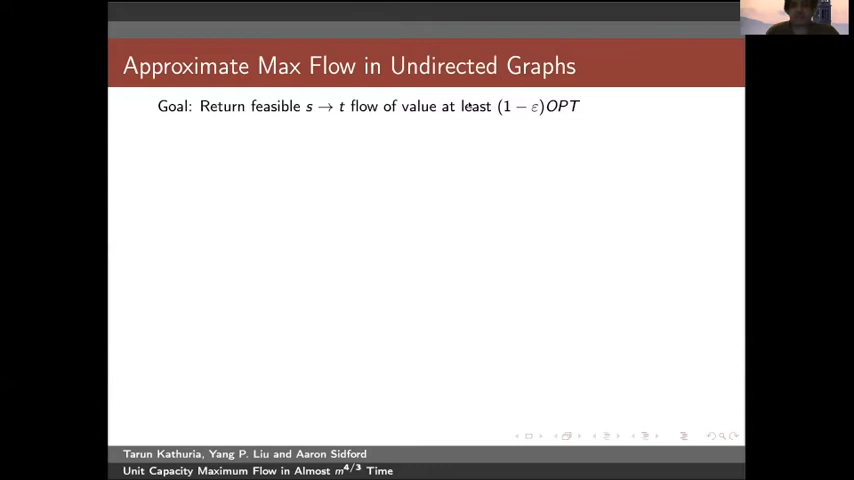 Approximate Max Flow in Undirected Graphs
Goal: Return feasible s → t flow of value at least (1 − ε)OPT
Tarun Kathuria, Yang P. Liu and Aaron Sidford
Unit Capacity Maximum Flow in Almost m^{4/3} Time